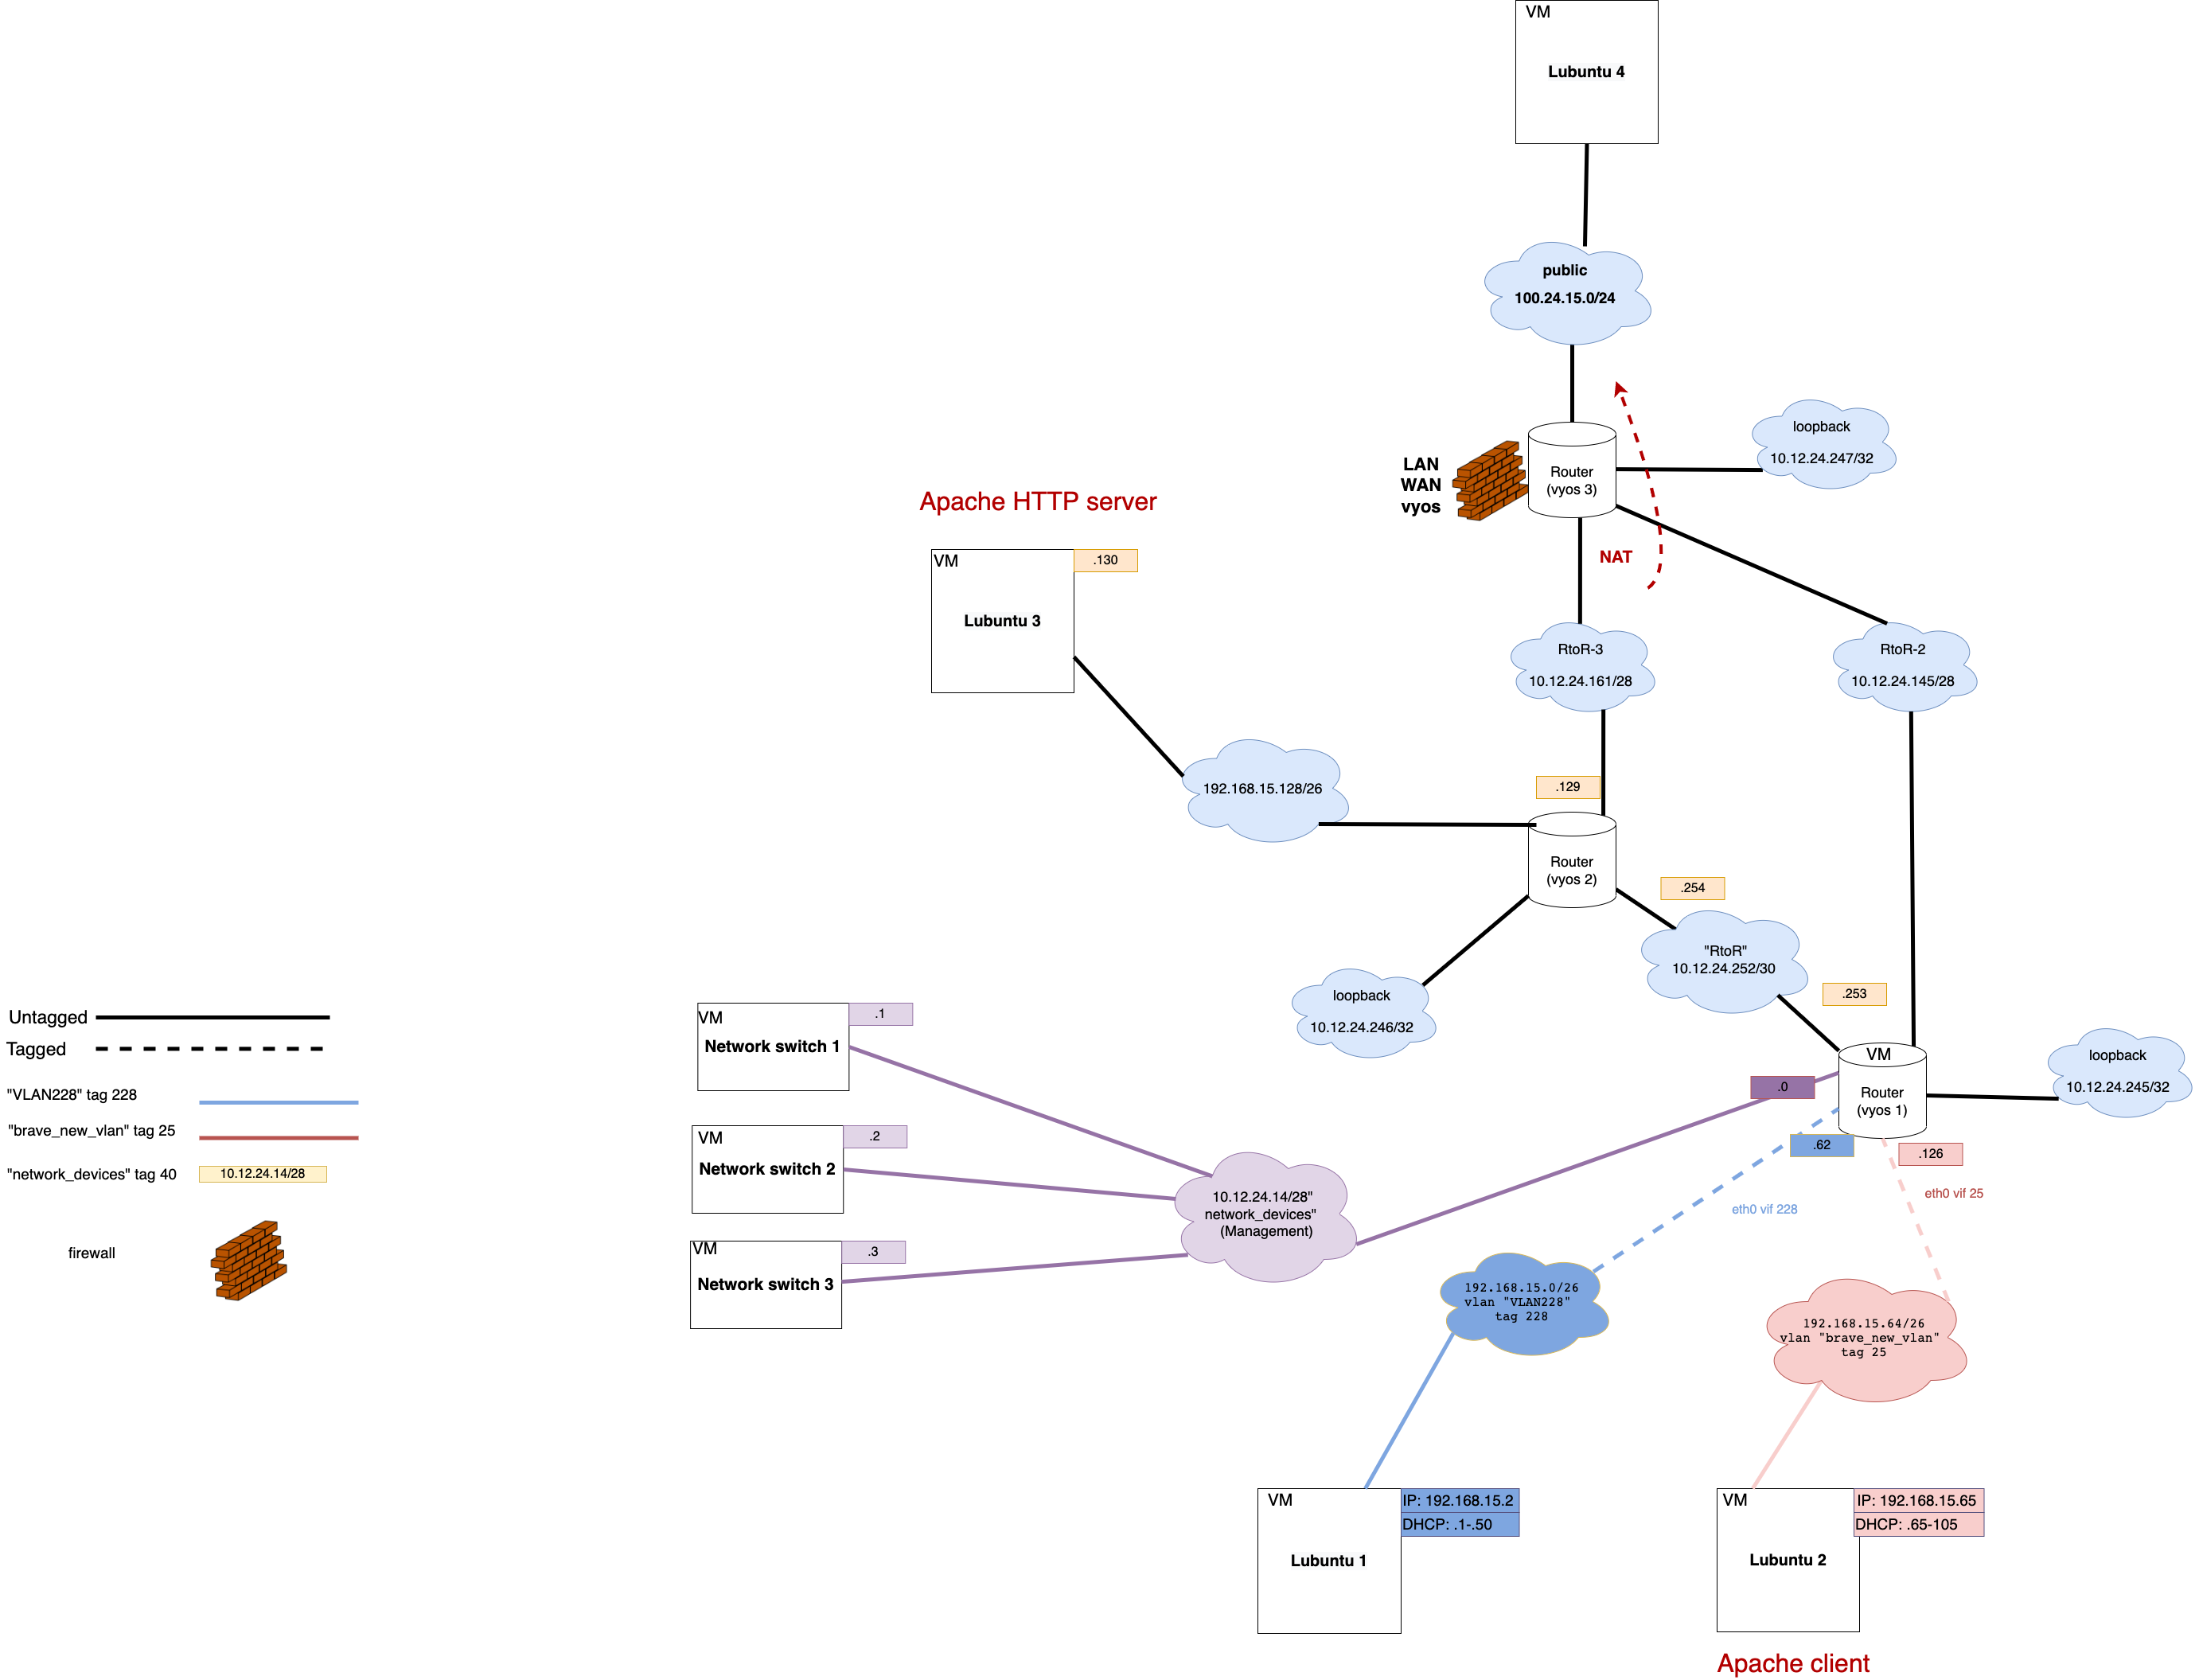 VM
Lubuntu 4
public
100.24.15.0/24
loopback
10.12.24.247/32
LAN
WAN
vyos
Router
(vyos 3)
NAT
Apache HTTP server
VM
.130
Lubuntu 3
RtoR-3
10.12.24.161/28
RtoR-2
10.12.24.145/28
192.168.15.128/26
.129
Router
(vyos 2)
.254
"RtoR"
10.12.24.252/30
.253
loopback
10.12.24.246/32
VM
Router
(vyos 1)
loopback
10.12.24.245/32
.0
.62
.126
eth0 vif 228
eth0 vif 25
Untagged
Tagged
"VLAN228" tag 228
"brave_new_vlan" tag 25
"network_devices" tag 40
10.12.24.14/28
firewall
VM
.1
Network switch 1
VM
.2
Network switch 2
VM
.3
Network switch 3
10.12.24.14/28"
network_devices"
(Management)
192.168.15.0/26
vlan "VLAN228"
tag 228
192.168.15.64/26
vlan "brave_new_vlan"
tag 25
VM
IP: 192.168.15.2
DHCP: .1-.50
Lubuntu 1
VM
IP: 192.168.15.65
DHCP: .65-105
Lubuntu 2
Apache client